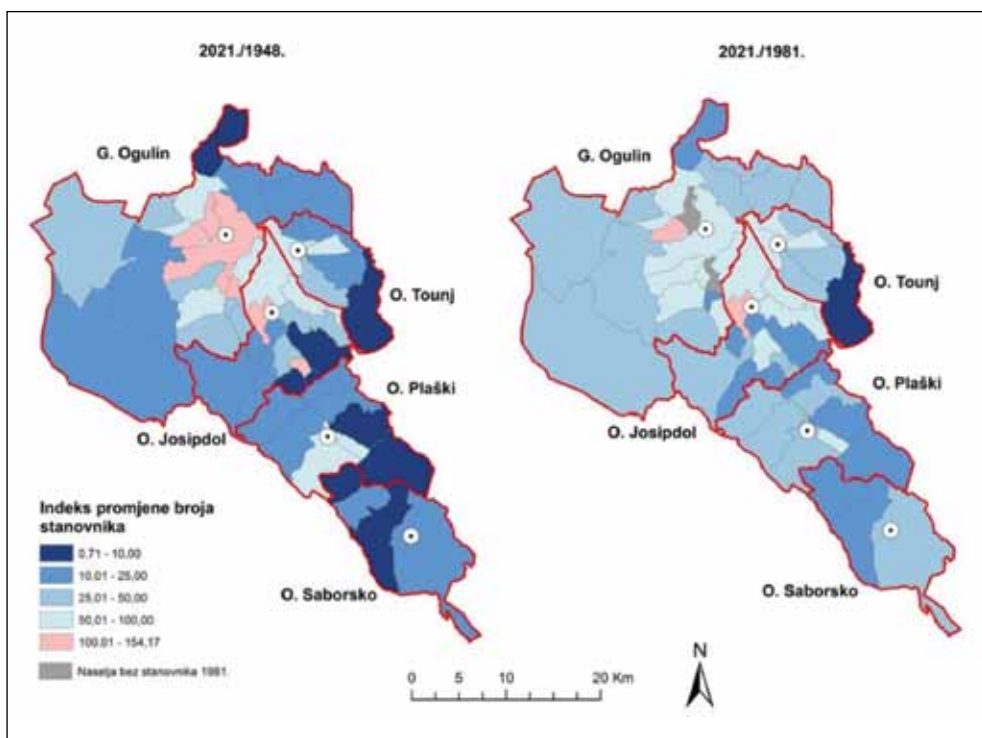 2021./1948.
2021./1981.
G. Ogulin
G. Ogulin
O. Tounj
O. Tounj
O. Plaški
O. Plaški
O. Josipdol
O. Josipdol
Indeks promjene broja
stanovnika
0,71 - 10,00
10,01 - 25,00
25,01 - 50,00
50,01 - 100,00
100,01 - 154,17
Naselja bez stanovnika 1981.
O. Saborsko
O. Saborsko
N
0 5 10 20 Km